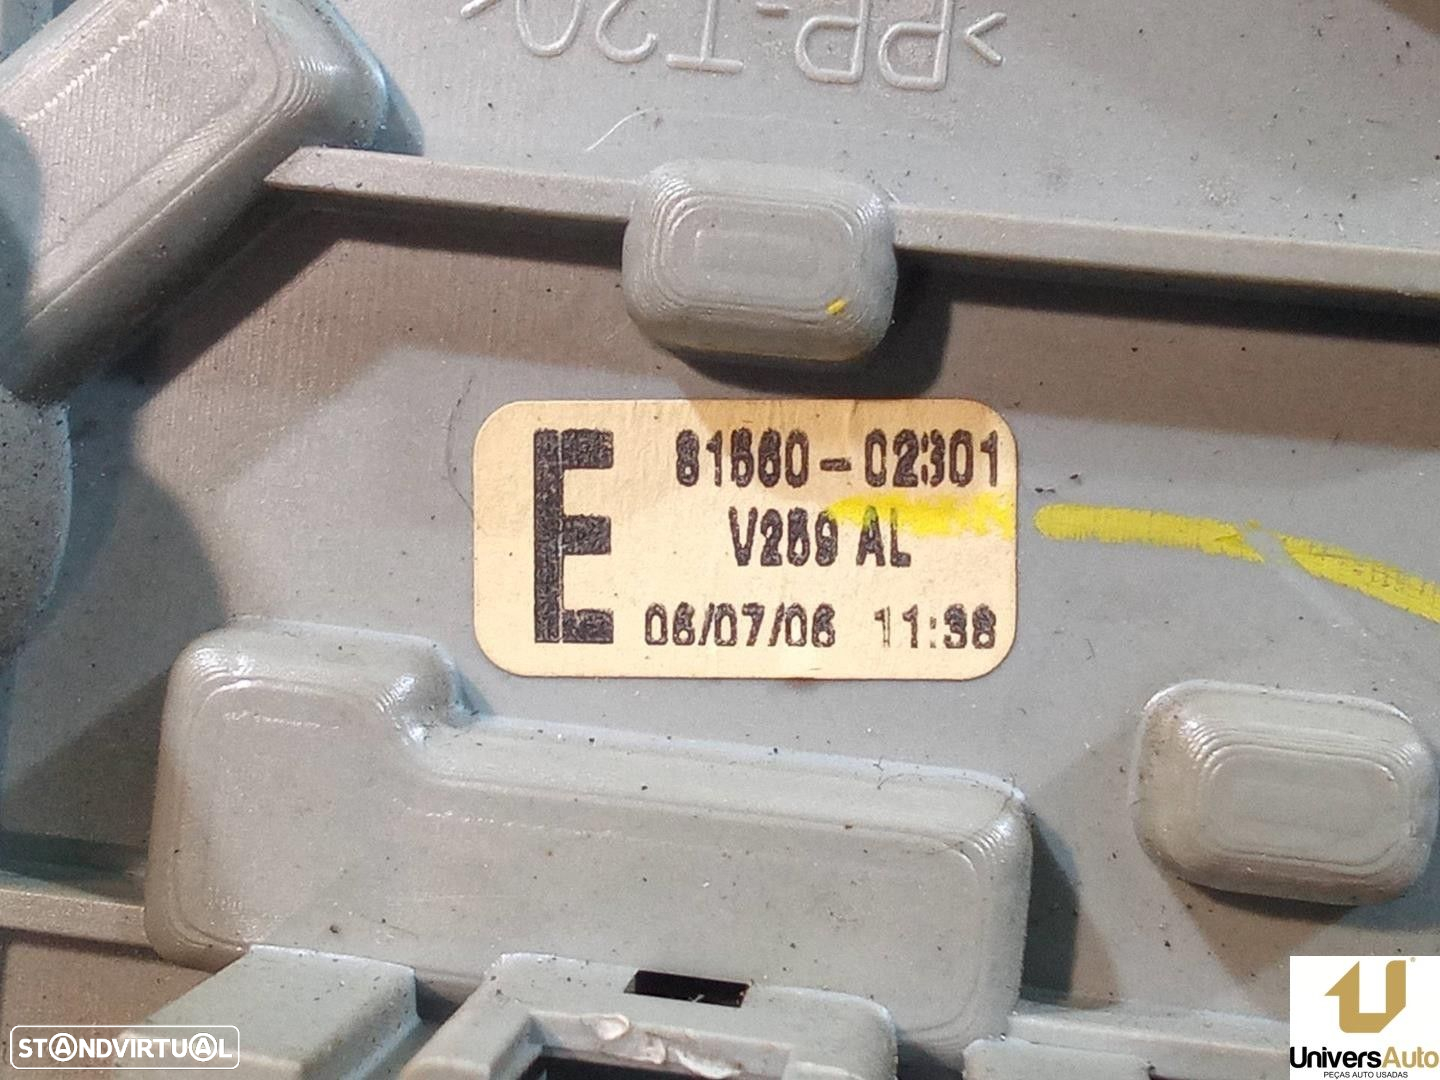 >PP-T20<
E
81560-02301
V259 AL
06/07/06 11:38
STANDVIRTUAL
UniversAuto
PEÇAS AUTO USADAS